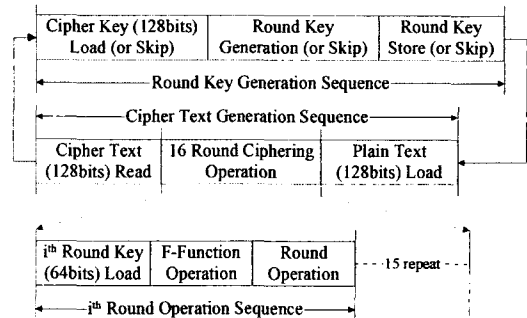 Cipher Key (128bits)
Load (or Skip)
Round Key
Generation (or Skip)
Round Key
Store (or Skip)
Round Key Generation Sequence
Cipher Text Generation Sequence
Cipher Text
(128bits) Read
16 Round Ciphering
Operation
Plain Text
(128bits) Load
iᵗʰ Round Key
(64bits) Load
F-Function
Operation
Round
Operation
15 repeat
iᵗʰ Round Operation Sequence